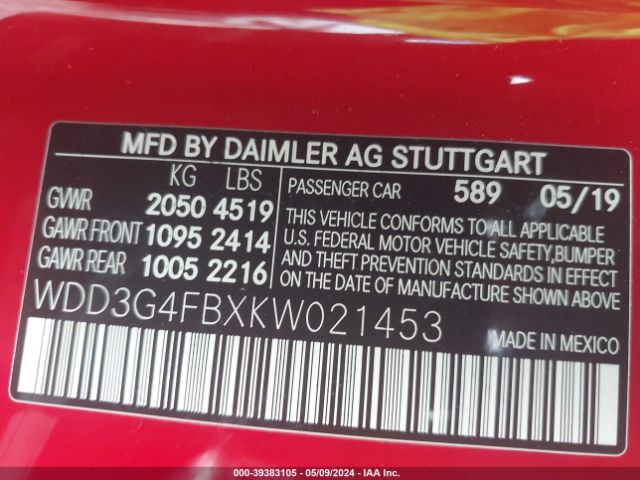 MFD BY DAIMLER AG STUTTGART
KG LBS
GVWR 2050 4519
GAWR FRONT 1095 2414
GAWR REAR 1005 2216
PASSENGER CAR 589 05/19
THIS VEHICLE CONFORMS TO ALL APPLICABLE
U.S. FEDERAL MOTOR VEHICLE SAFETY, BUMPER
AND THEFT PREVENTION STANDARDS IN EFFECT
ON THE DATE OF MANUFACTURE SHOWN ABOVE.
WDD3G4FBXKW021453
MADE IN MEXICO
000-39383105 - 05/09/2024 - IAA Inc.